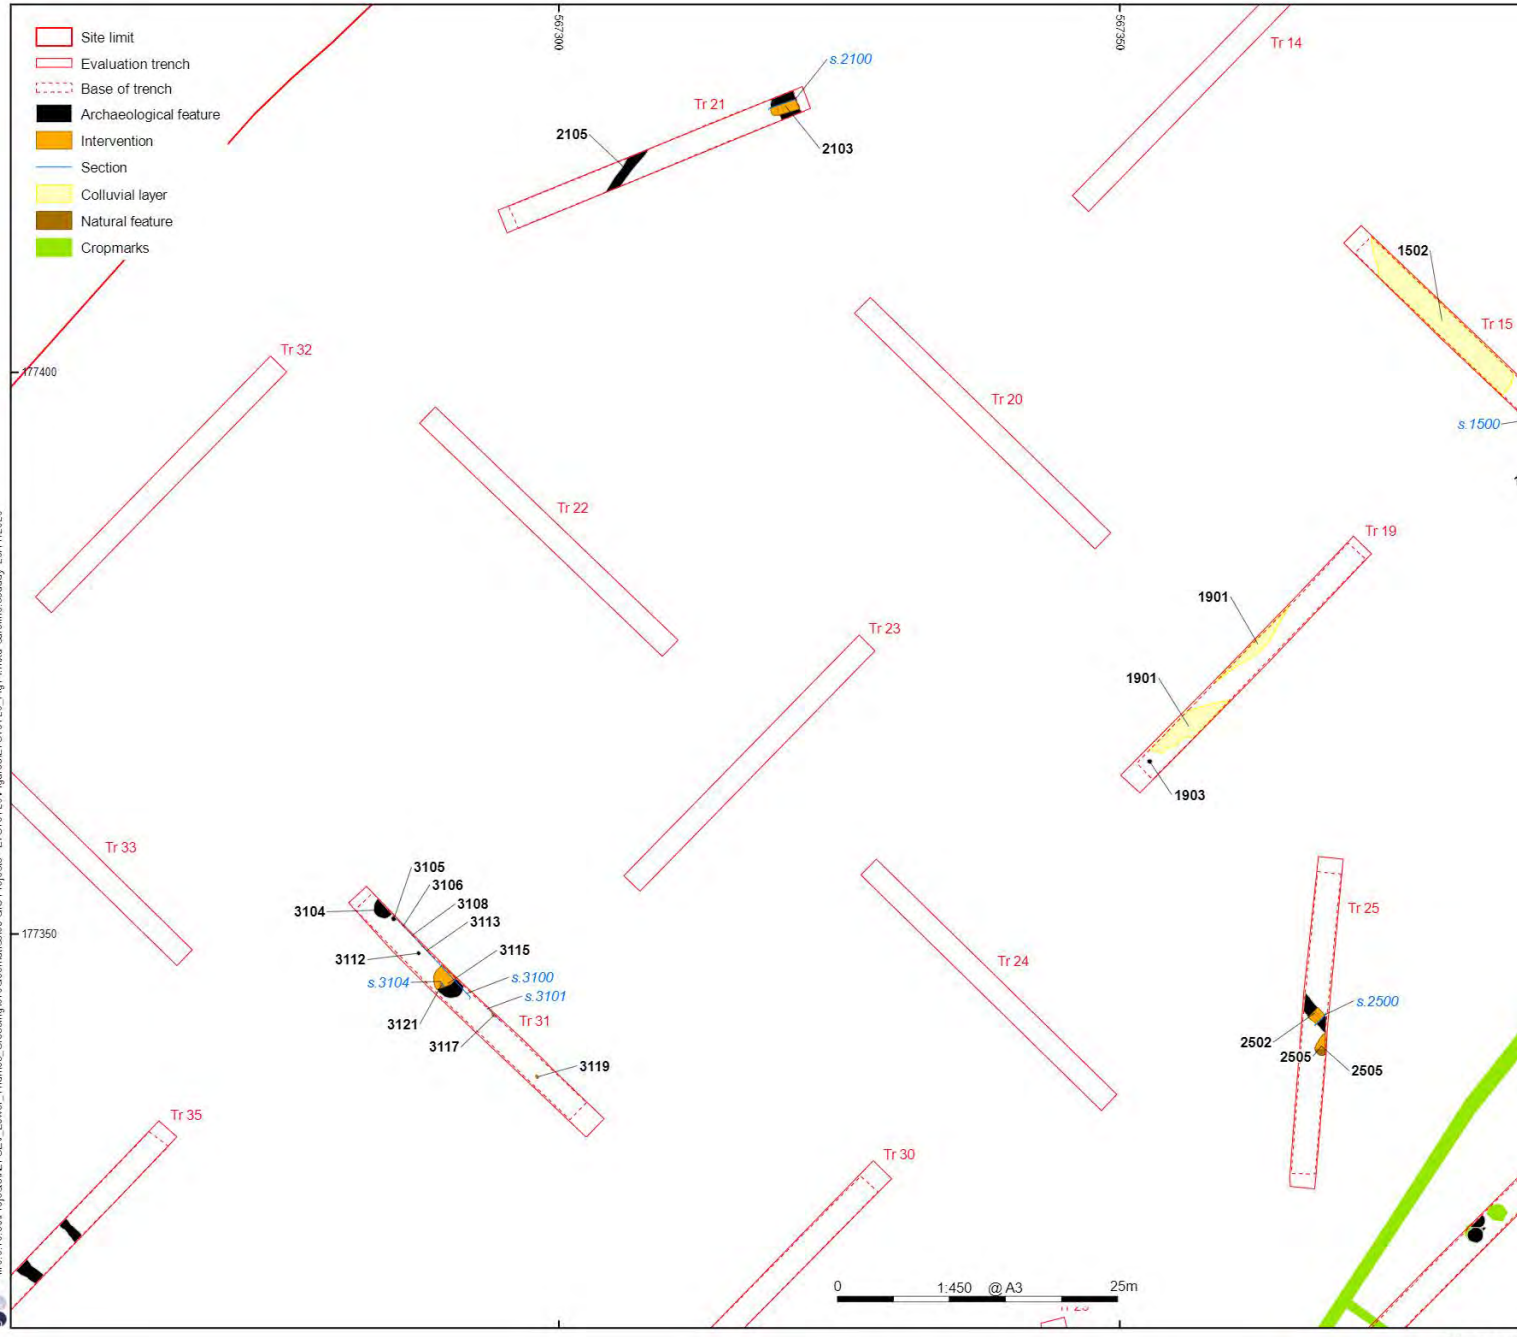 Site limit
Evaluation trench
Base of trench
Archaeological feature
Intervention
Section
Colluvial layer
Natural feature
Cropmarks
567300
567350
177400
177350
Tr 14
s.2100
Tr 21
2105
2103
1502
Tr 15
s.1500
Tr 32
Tr 20
Tr 22
Tr 19
1901
1901
1903
Tr 23
Tr 33
3105
3106
3104
3108
3113
3112
3115
s.3104
s.3100
s.3101
3121
Tr 31
3117
3119
Tr 24
Tr 25
s.2500
2502
2505
2505
Tr 35
Tr 30
0
1:450 @ A3
25m